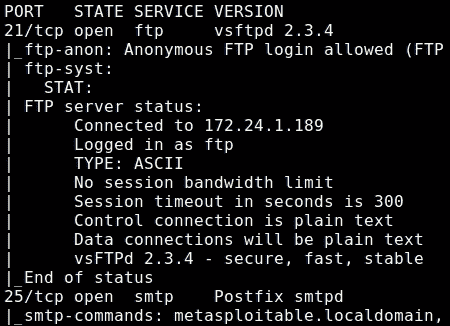 PORT   STATE SERVICE VERSION
21/tcp open  ftp     vsftpd 2.3.4
|_ftp-anon: Anonymous FTP login allowed (FTP
| ftp-syst:
|   STAT:
| FTP server status:
|      Connected to 172.24.1.189
|      Logged in as ftp
|      TYPE: ASCII
|      No session bandwidth limit
|      Session timeout in seconds is 300
|      Control connection is plain text
|      Data connections will be plain text
|      vsFTPd 2.3.4 - secure, fast, stable
|_End of status
25/tcp open  smtp    Postfix smtpd
|_smtp-commands: metasploitable.localdomain,